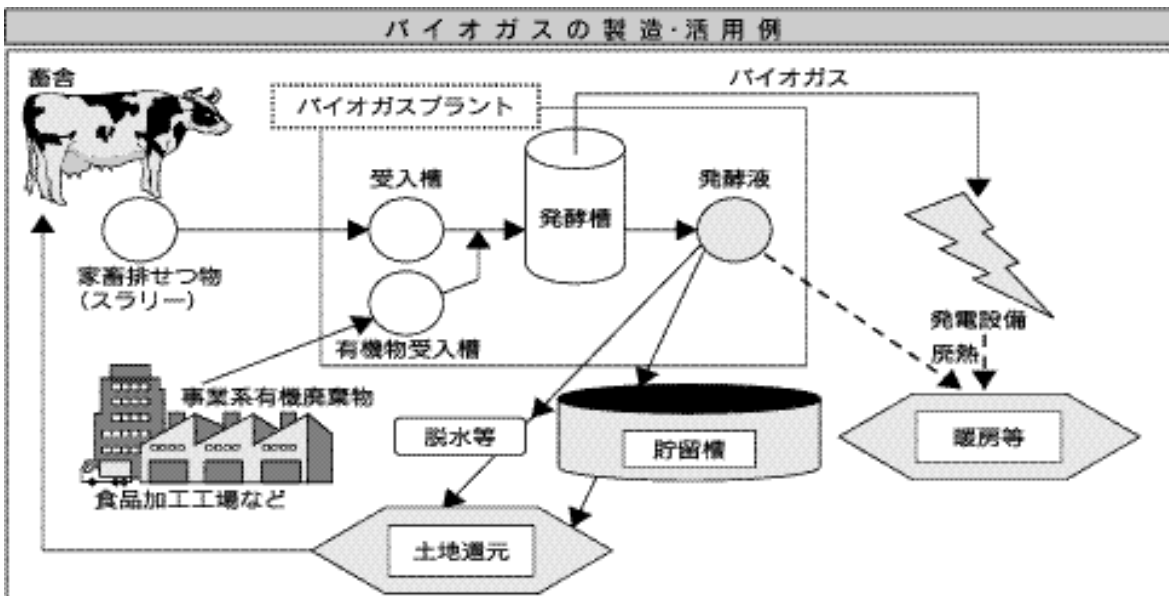 バイオガスの製造・活用例
畜舎
バイオガス
バイオガスプラント
受入槽
発酵液
発酵槽
家畜排せつ物
(スラリー)
発電設備
廃熱
有機物受入槽
事業系有機廃棄物
脱水等
貯留槽
暖房等
食品加工工場など
土地還元